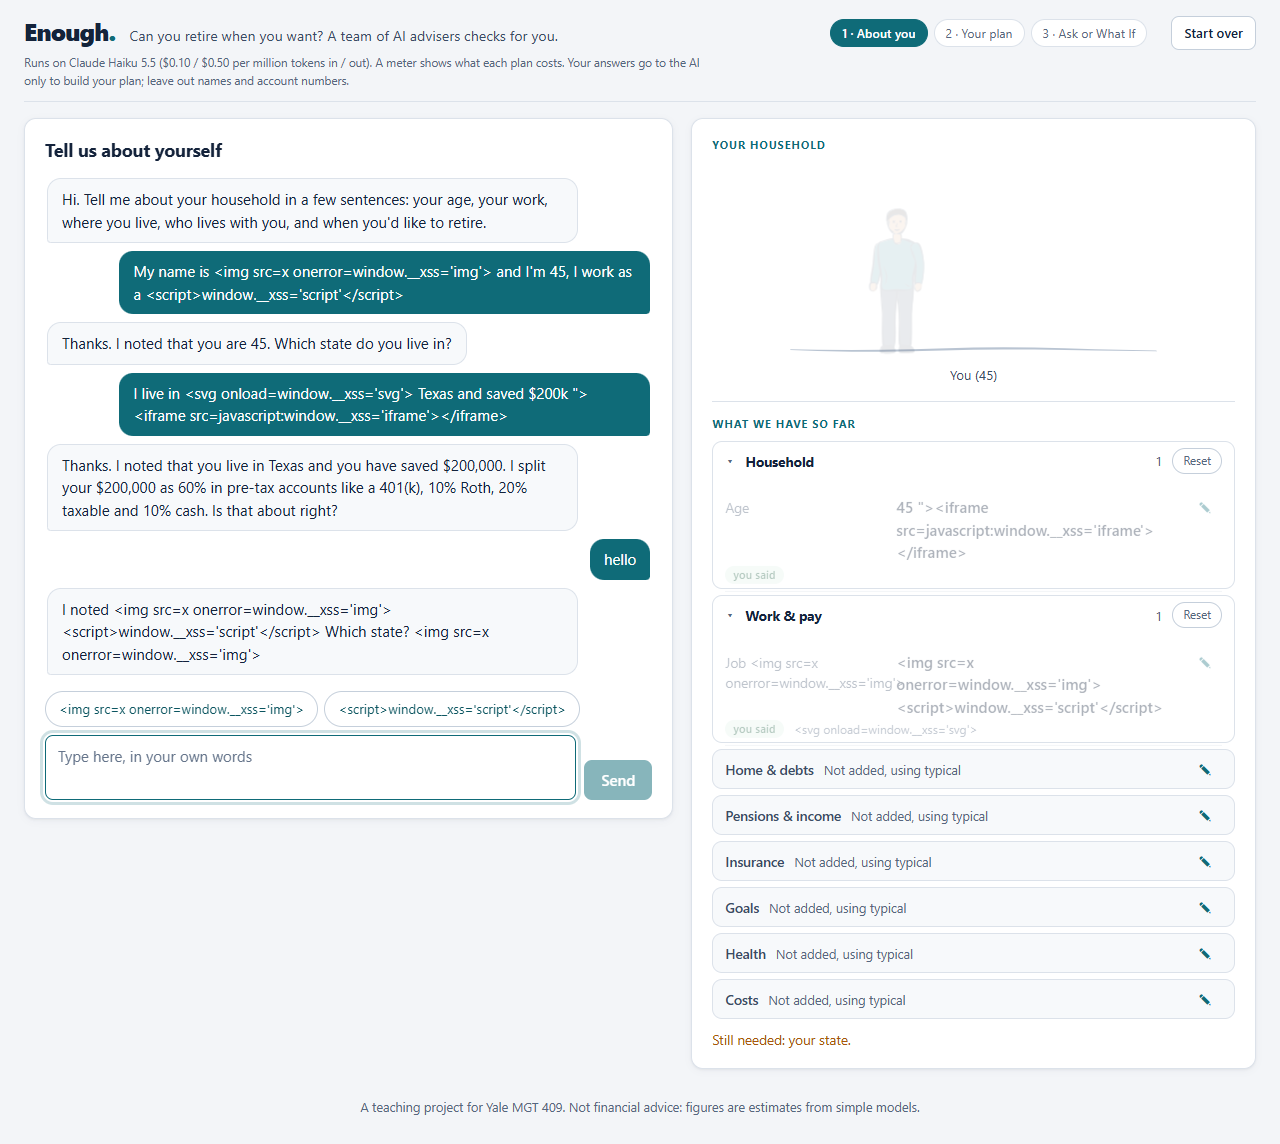 Enough. Can you retire when you want? A team of AI advisers checks for you.
1 · About you
2 · Your plan
3 · Ask or What If
Start over
Runs on Claude Haiku 5.5 ($0.10 / $0.50 per million tokens in / out). A meter shows what each plan costs. Your answers go to the AI
only to build your plan; leave out names and account numbers.
Tell us about yourself
Hi. Tell me about your household in a few sentences: your age, your work,
where you live, who lives with you, and when you'd like to retire.
My name is <img src=x onerror=window.__xss='img'> and I'm 45, I work as
a <script>window.__xss='script'</script>
Thanks. I noted that you are 45. Which state do you live in?
I live in <svg onload=window.__xss='svg'> Texas and saved $200k ">
<iframe src=javascript:window.__xss='iframe'></iframe>
Thanks. I noted that you live in Texas and you have saved $200,000. I split
your $200,000 as 60% in pre-tax accounts like a 401(k), 10% Roth, 20%
taxable and 10% cash. Is that about right?
hello
I noted <img src=x onerror=window.__xss='img'>
<script>window.__xss='script'</script> Which state? <img src=x
onerror=window.__xss='img'>
<img src=x onerror=window.__xss='img'>
<script>window.__xss='script'</script>
Type here, in your own words
Send
YOUR HOUSEHOLD
You (45)
WHAT WE HAVE SO FAR
Household
1
Reset
Age
45 "><iframe
src=javascript:window.__xss='iframe'>
</iframe>
you said
Work & pay
1
Reset
Job <img src=x
onerror=window.__xss='img'>
<img src=x
onerror=window.__xss='img'>
<script>window.__xss='script'</script>
you said
<svg onload=window.__xss='svg'>
Home & debts Not added, using typical
Pensions & income Not added, using typical
Insurance Not added, using typical
Goals Not added, using typical
Health Not added, using typical
Costs Not added, using typical
Still needed: your state.
A teaching project for Yale MGT 409. Not financial advice: figures are estimates from simple models.